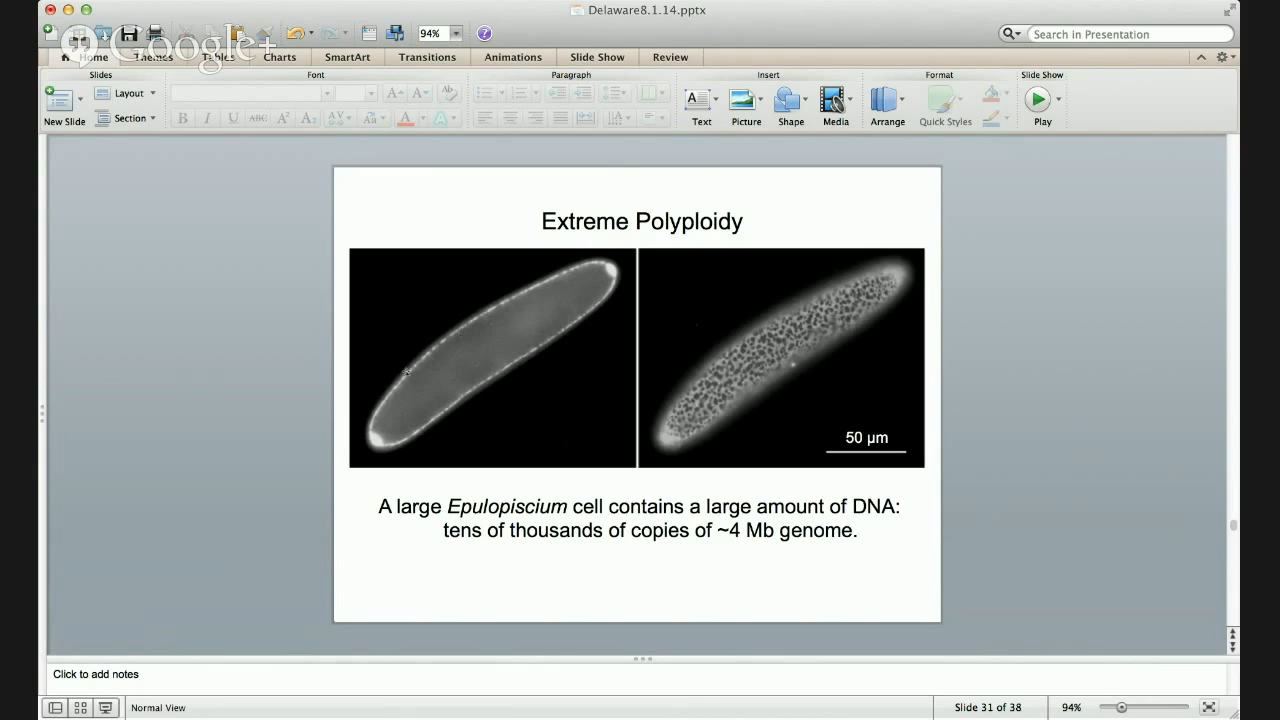 Delaware8.1.14.pptx
94%
Search in Presentation
Google+
Home Themes Tables Charts SmartArt Transitions Animations Slide Show Review
Slides Font Paragraph Insert Format Slide Show
Layout
New Slide
Section
Text Picture Shape Media Arrange Quick Styles Play
Extreme Polyploidy
50 µm
A large Epulopiscium cell contains a large amount of DNA:
tens of thousands of copies of ~4 Mb genome.
Click to add notes
Normal View
Slide 31 of 38
94%